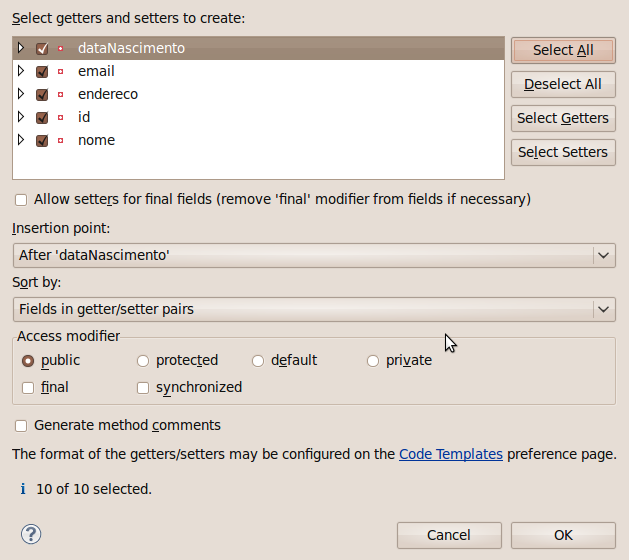 Select getters and setters to create:
dataNascimento
email
endereco
id
nome
Select All
Deselect All
Select Getters
Select Setters
Allow setters for final fields (remove 'final' modifier from fields if necessary)
Insertion point:
After 'dataNascimento'
Sort by:
Fields in getter/setter pairs
Access modifier
public protected default private
final synchronized
Generate method comments
The format of the getters/setters may be configured on the Code Templates preference page.
i 10 of 10 selected.
? Cancel OK